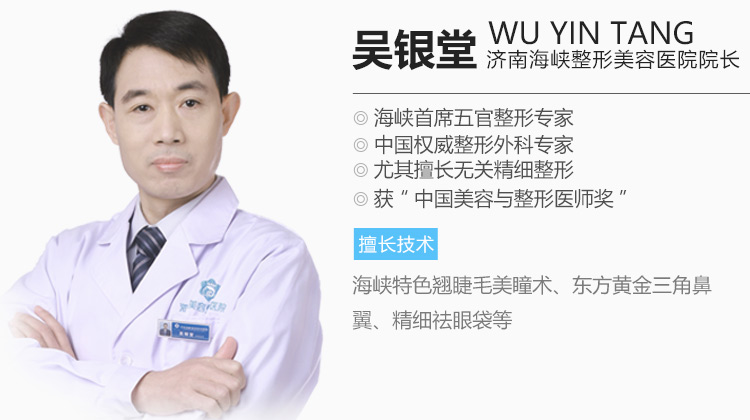 吴银堂
WU YIN TANG
济南海峡整形美容医院院长
◎ 海峡首席五官整形专家
◎ 中国权威整形外科专家
◎ 尤其擅长无关精细整形
◎ 获“ 中国美容与整形医师奖 ”
擅长技术
海峡特色翘睫毛美瞳术、东方黄金三角鼻
翼、精细祛眼袋等